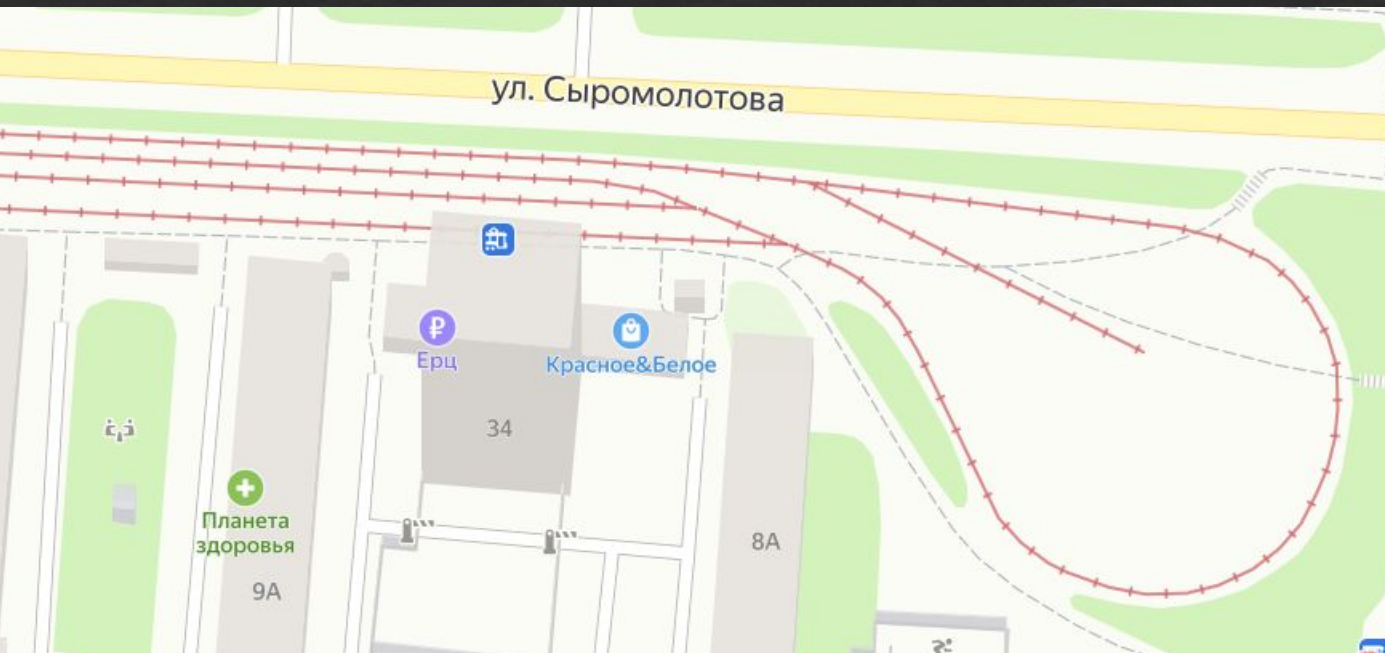 ул. Сыромолотова
₽
Ерц
Красное&Белое
34
Планета
здоровья
8А
9А